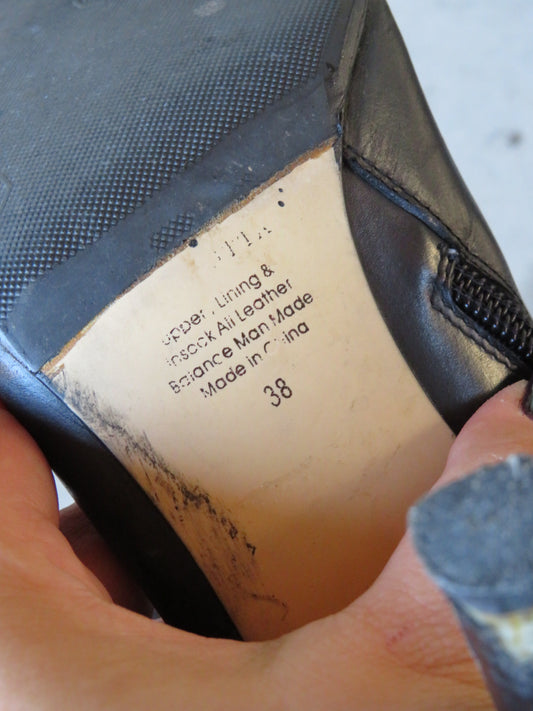 Upper, Lining &
Insock All Leather
Balance Man Made
Made in China
38